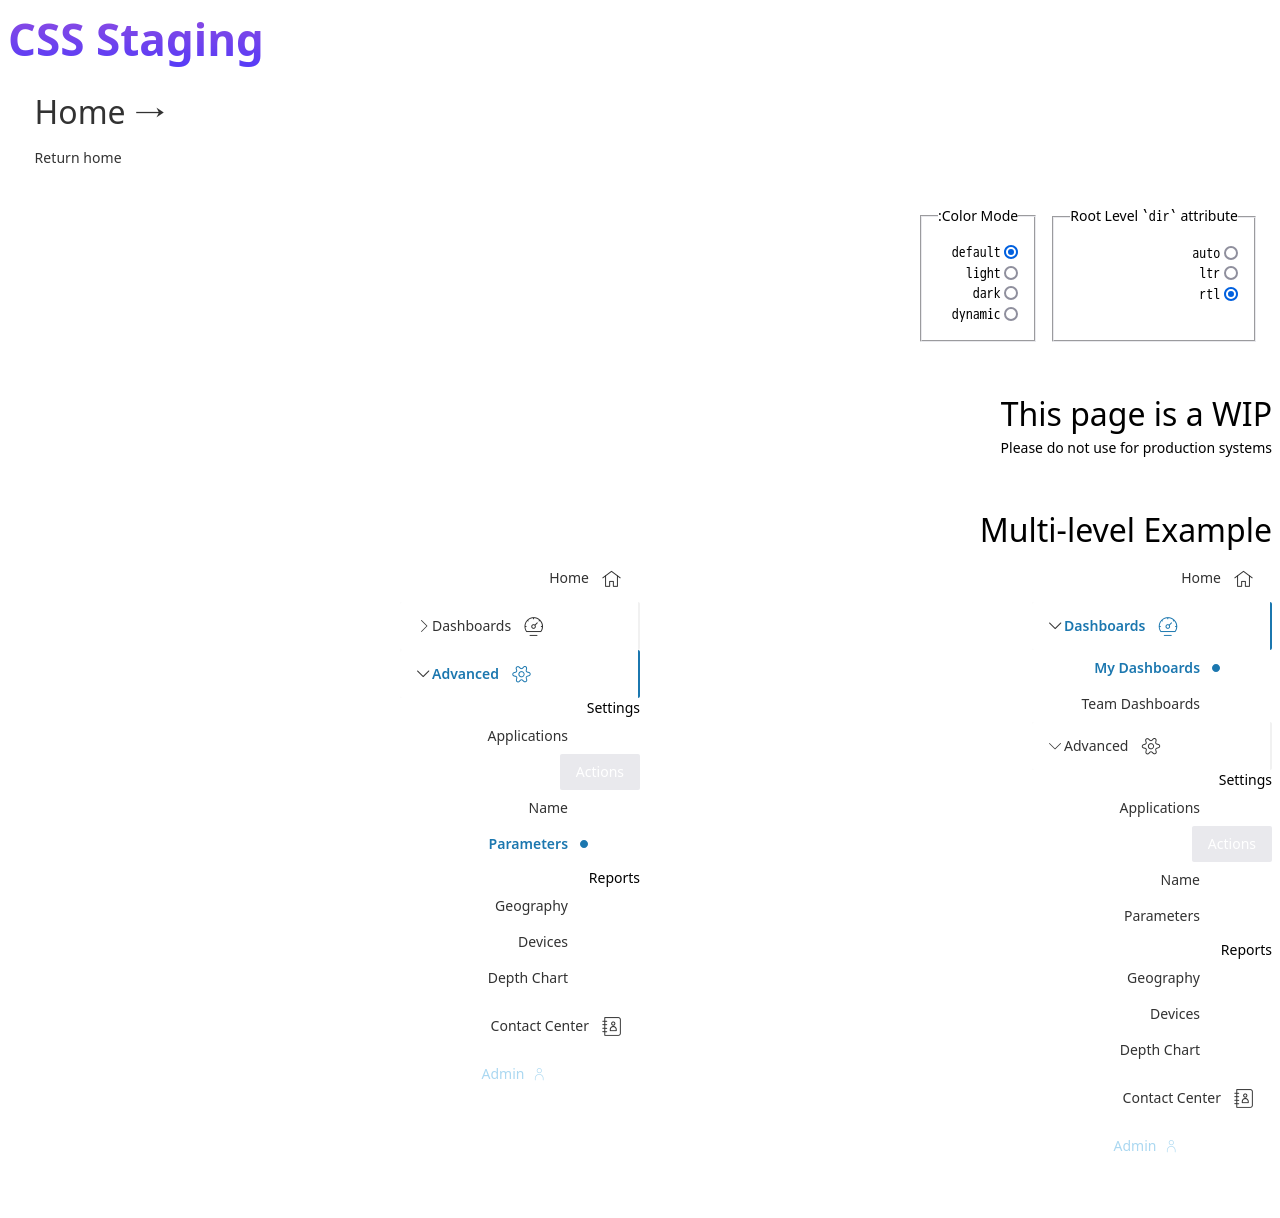 CSS Staging
Home →
Return home
:Color Mode
default
light
dark
dynamic
Root Level `dir` attribute
auto
ltr
rtl
This page is a WIP
Please do not use for production systems
Multi-level Example
Home
Dashboards
Advanced
Settings
Applications
Actions
Name
Parameters
Reports
Geography
Devices
Depth Chart
Contact Center
Admin
Home
Dashboards
My Dashboards
Team Dashboards
Advanced
Settings
Applications
Actions
Name
Parameters
Reports
Geography
Devices
Depth Chart
Contact Center
Admin